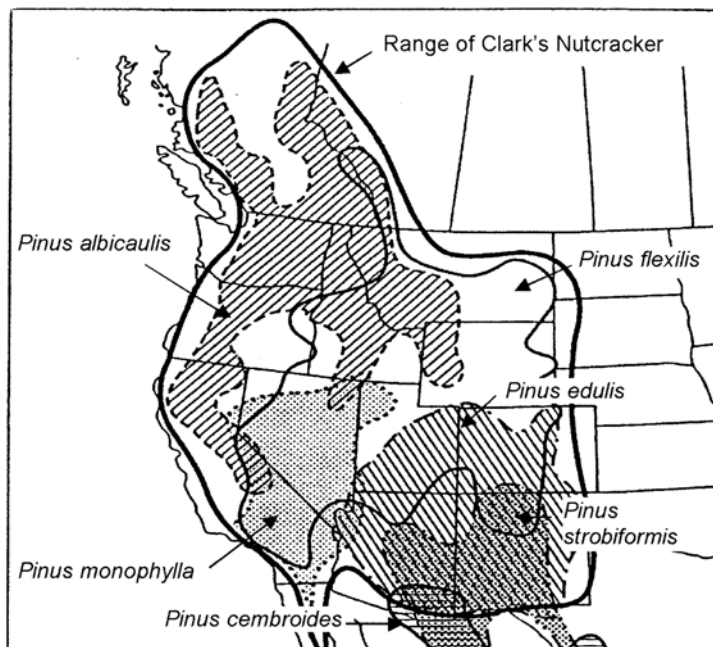 Range of Clark's Nutcracker
Pinus albicaulis
Pinus flexilis
Pinus edulis
Pinus
strobiformis
Pinus monophylla
Pinus cembroides